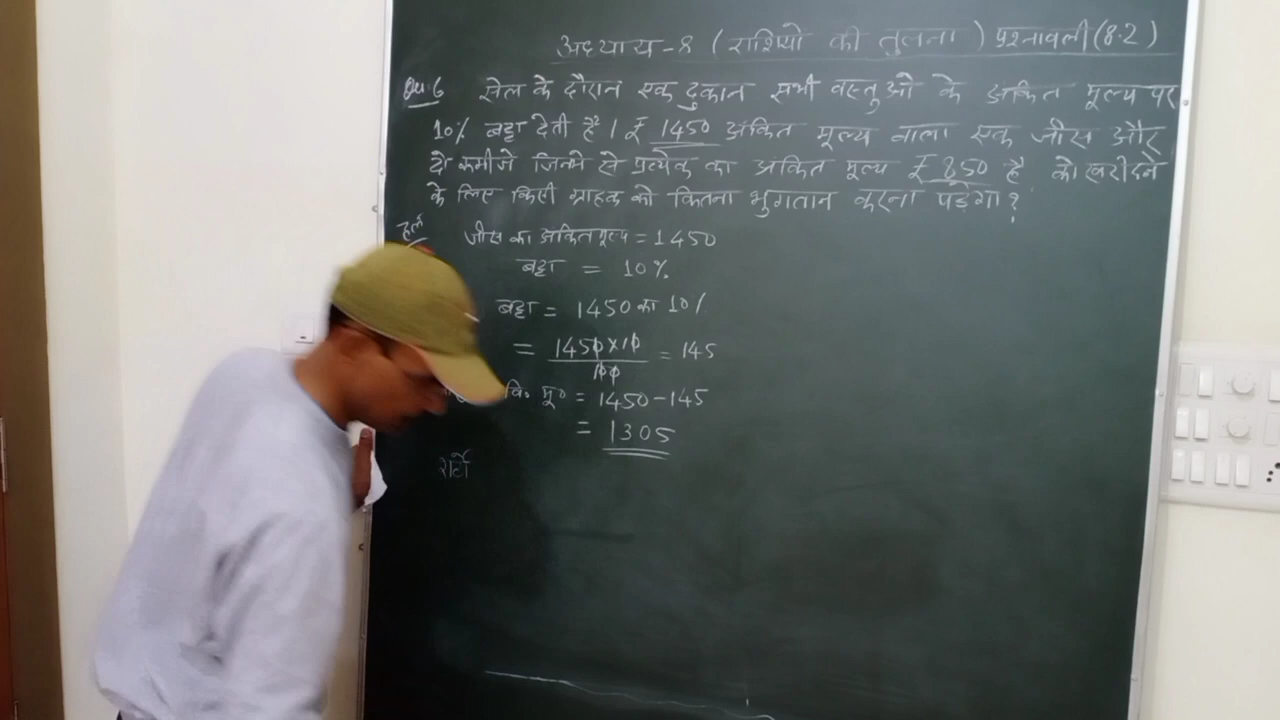 अध्याय-8 (राशियो की तुलना) प्रश्नावली(8.2)
प्रश्न 6 सेल के दौरान एक दुकान सभी वस्तुओ के अंकित मूल्य पर
10% बट्टा देती है। ₹ 1450 अंकित मूल्य वाला एक जींस और
दो कमीजे जिनमे से प्रत्येक का अंकित मूल्य ₹ 850 है को खरीदने
के लिए किसी ग्राहक को कितना भुगतान करना पड़ेगा?
हल
जींस का अंकित मूल्य = 1450
बट्टा = 10%
बट्टा = 1450 का 10%
= 1450×10 / 100 = 145
वि० मू० = 1450-145
= 1305